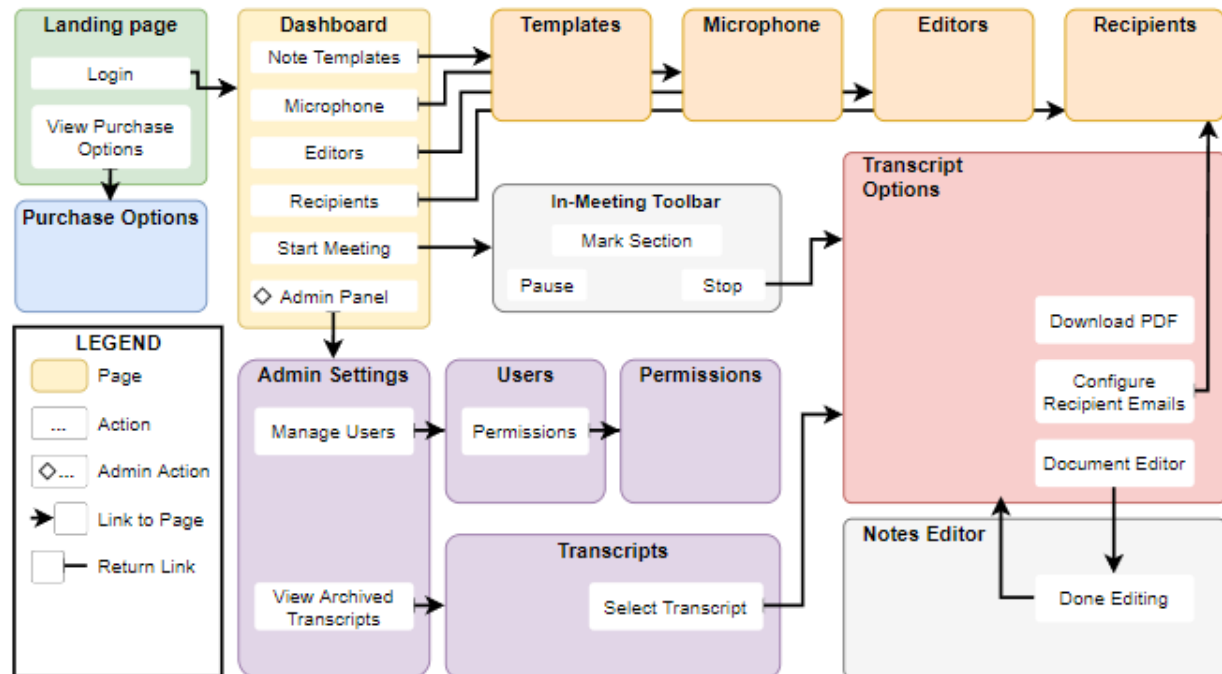 Landing page
Login
View Purchase
Options
Purchase Options
Dashboard
Note Templates
Microphone
Editors
Recipients
Start Meeting
Admin Panel
Templates
Microphone
Editors
Recipients
In-Meeting Toolbar
Mark Section
Pause
Stop
Transcript
Options
Download PDF
Configure
Recipient Emails
Document Editor
LEGEND
Page
...
Action
...
Admin Action
Link to Page
Return Link
Admin Settings
Manage Users
View Archived
Transcripts
Users
Permissions
Permissions
Transcripts
Select Transcript
Notes Editor
Done Editing